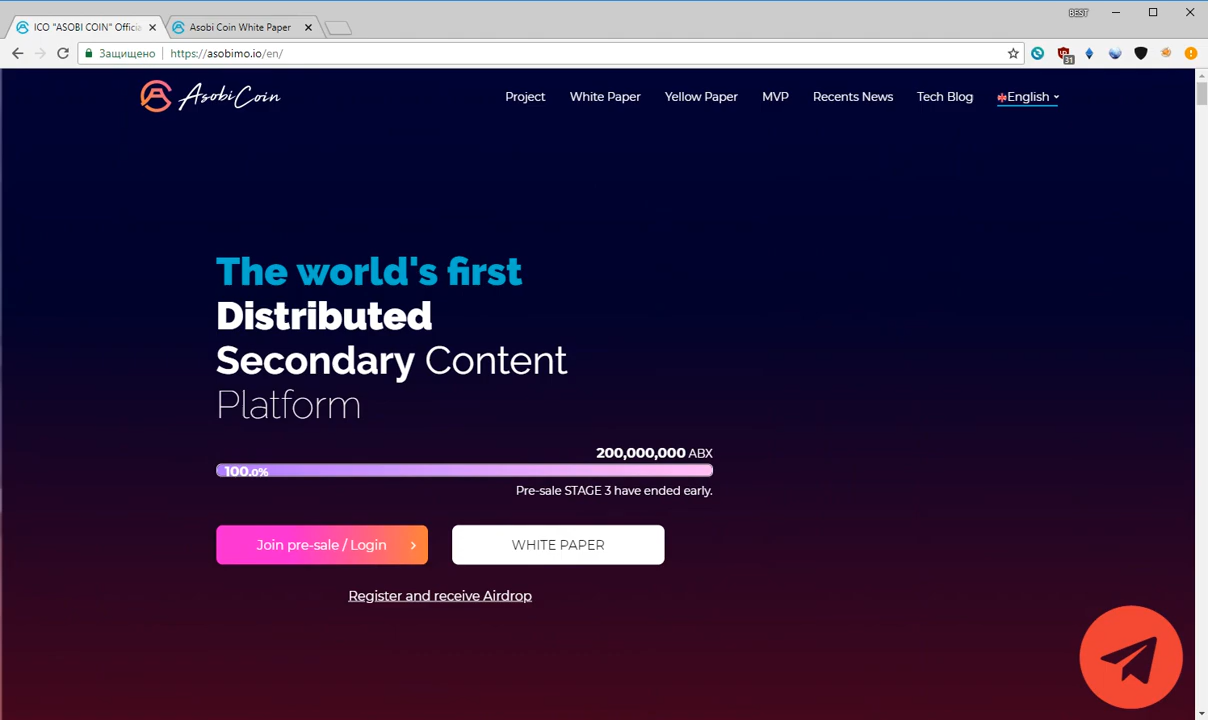 BEST
ICO "ASOBI COIN" Officia
Asobi Coin White Paper
Защищено
https://asobimo.io/en/
31
AsobiCoin
Project
White Paper
Yellow Paper
MVP
Recents News
Tech Blog
English
The world's first
Distributed
Secondary Content
Platform
200,000,000 ABX
100.0%
Pre-sale STAGE 3 have ended early.
Join pre-sale / Login
WHITE PAPER
Register and receive Airdrop